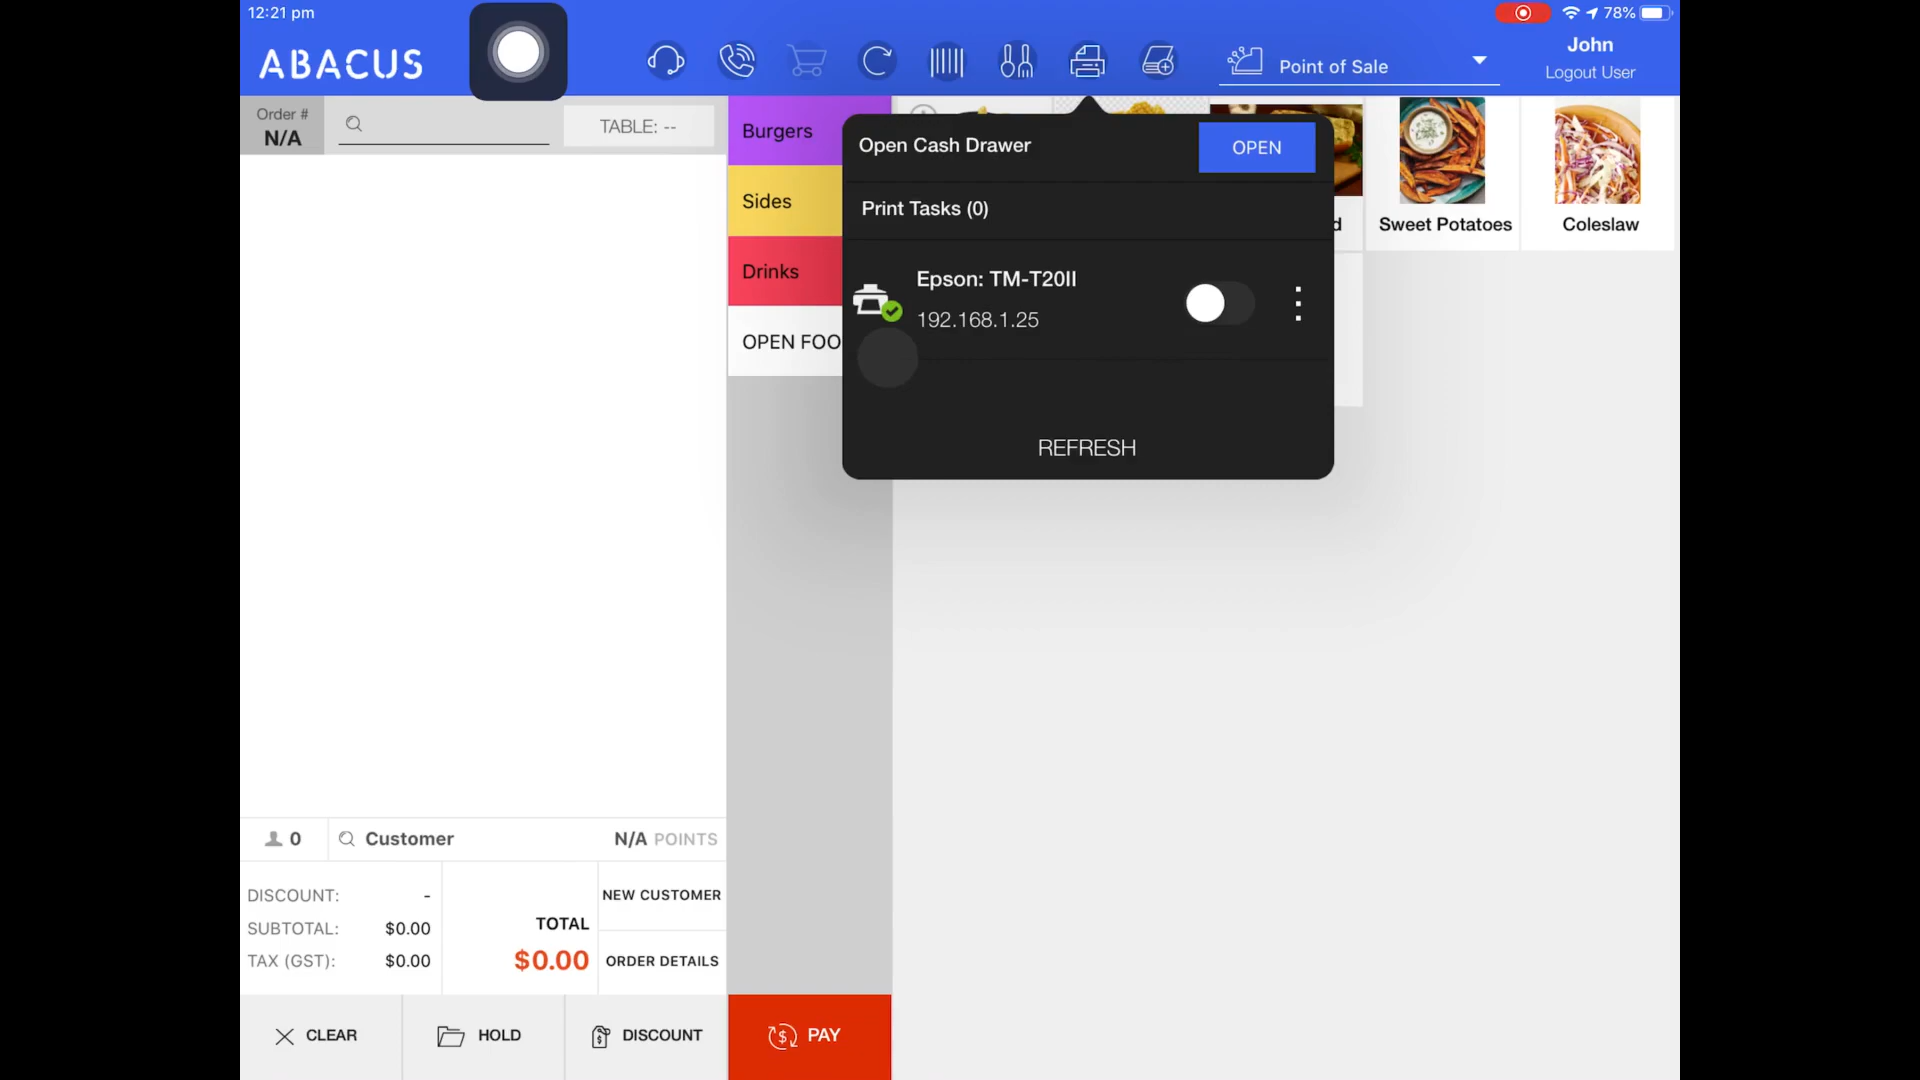 12:21 pm
78%
ABACUS
Point of Sale
John
Logout User
Order #
N/A
TABLE: --
Burgers
Sides
Drinks
OPEN FOO
Open Cash Drawer
OPEN
Print Tasks (0)
Epson: TM-T20II
192.168.1.25
REFRESH
d
Sweet Potatoes
Coleslaw
0
Customer
N/A POINTS
DISCOUNT: -
SUBTOTAL: $0.00
TAX (GST): $0.00
TOTAL
$0.00
NEW CUSTOMER
ORDER DETAILS
CLEAR
HOLD
DISCOUNT
PAY